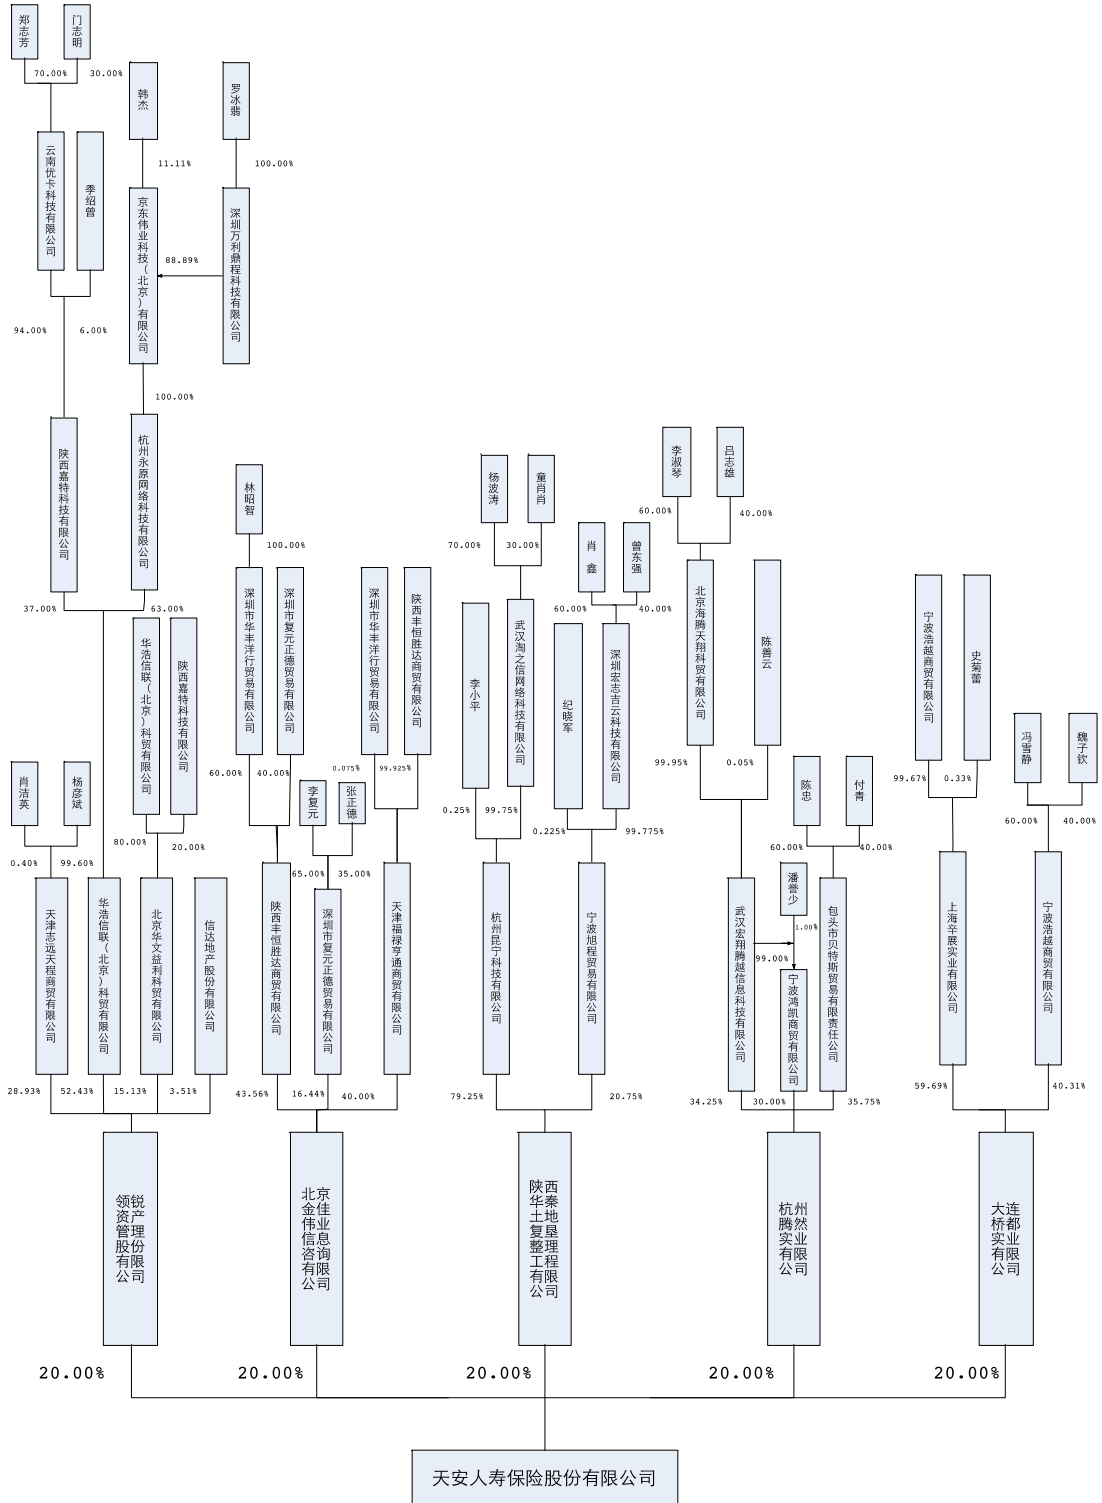 郑志芳
门志明
70.00%
30.00%
韩杰
罗冰翡
11.11%
100.00%
云南优卡科技有限公司
季绍曾
京东伟业科技（北京）有限公司
深圳万利鼎程科技有限公司
88.89%
94.00%
6.00%
100.00%
陕西嘉特科技有限公司
杭州永原网络科技有限公司
37.00%
63.00%
林昭智
100.00%
杨波涛
童肖肖
70.00%
30.00%
李淑琴
吕志雄
60.00%
40.00%
肖 鑫
曾东强
60.00%
40.00%
华浩信联（北京）科贸有限公司
陕西嘉特科技有限公司
深圳市华丰洋行贸易有限公司
深圳市复元正德贸易有限公司
深圳市华丰洋行贸易有限公司
陕西丰恒胜达商贸有限公司
李小平
武汉淘之信网络科技有限公司
纪晓军
深圳宏志吉云科技有限公司
北京海腾天翔科贸有限公司
陈善云
宁波浩越商贸有限公司
史菊蕾
冯雪静
魏子钦
肖洁英
杨彦斌
60.00%
40.00%
0.075%
99.925%
99.95%
0.05%
99.67%
0.33%
李复元
张正德
陈忠
付青
0.25%
99.75%
0.225%
99.775%
60.00%
40.00%
0.40%
99.60%
80.00%
20.00%
65.00%
35.00%
60.00%
40.00%
天津志远天程商贸有限公司
华浩信联（北京）科贸有限公司
北京华文益利科贸有限公司
信达地产股份有限公司
陕西丰恒胜达商贸有限公司
深圳市复元正德贸易有限公司
天津福禄亨通商贸有限公司
杭州昆宁科技有限公司
宁波旭程贸易有限公司
武汉宏翔腾越信息科技有限公司
潘誉少
1.00%
99.00%
宁波鸿凯商贸有限公司
包头市贝特斯贸易有限责任公司
上海辛展实业有限公司
宁波浩越商贸有限公司
28.93%
52.43%
15.13%
3.51%
43.56%
16.44%
40.00%
79.25%
20.75%
34.25%
30.00%
35.75%
59.69%
40.31%
领锐资产管理股份有限公司
北京金佳伟业信息咨询有限公司
陕西华秦土地复垦整理工程有限公司
杭州腾然实业有限公司
大连桥都实业有限公司
20.00%
20.00%
20.00%
20.00%
20.00%
天安人寿保险股份有限公司